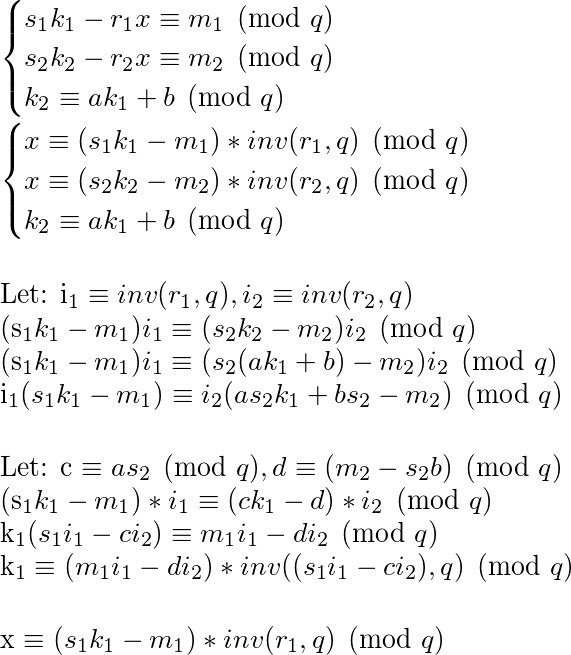 s₁k₁ − r₁x ≡ m₁ (mod q)
s₂k₂ − r₂x ≡ m₂ (mod q)
k₂ ≡ ak₁ + b (mod q)
x ≡ (s₁k₁ − m₁) ∗ inv(r₁, q) (mod q)
x ≡ (s₂k₂ − m₂) ∗ inv(r₂, q) (mod q)
k₂ ≡ ak₁ + b (mod q)
Let: i₁ ≡ inv(r₁, q), i₂ ≡ inv(r₂, q)
(s₁k₁ − m₁)i₁ ≡ (s₂k₂ − m₂)i₂ (mod q)
(s₁k₁ − m₁)i₁ ≡ (s₂(ak₁ + b) − m₂)i₂ (mod q)
i₁(s₁k₁ − m₁) ≡ i₂(as₂k₁ + bs₂ − m₂) (mod q)
Let: c ≡ as₂ (mod q), d ≡ (m₂ − s₂b) (mod q)
(s₁k₁ − m₁) ∗ i₁ ≡ (ck₁ − d) ∗ i₂ (mod q)
k₁(s₁i₁ − ci₂) ≡ m₁i₁ − di₂ (mod q)
k₁ ≡ (m₁i₁ − di₂) ∗ inv((s₁i₁ − ci₂), q) (mod q)
x ≡ (s₁k₁ − m₁) ∗ inv(r₁, q) (mod q)